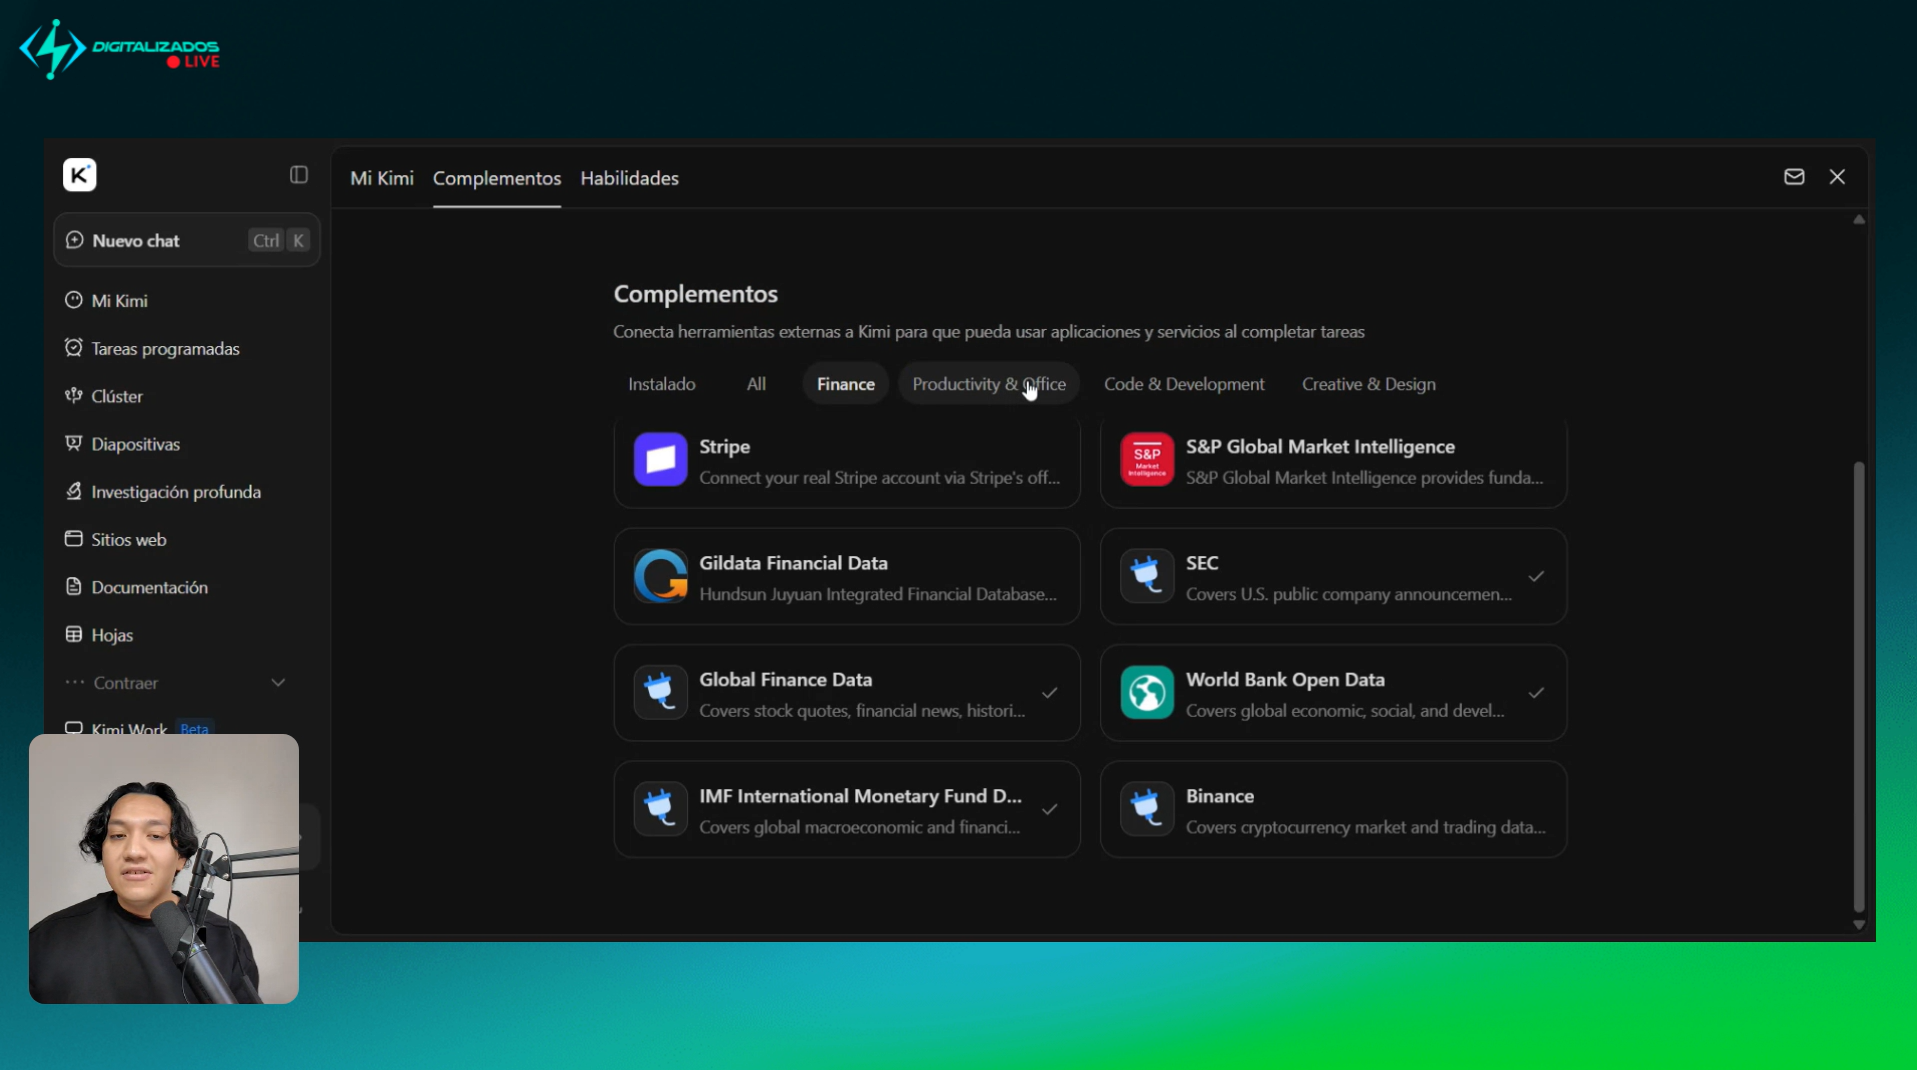 DIGITALIZADOS
LIVE
K
Nuevo chat
Ctrl K
Mi Kimi
Tareas programadas
Clúster
Diapositivas
Investigación profunda
Sitios web
Documentación
Hojas
Contraer
Kimi Work Beta
Mi Kimi Complementos Habilidades
Complementos
Conecta herramientas externas a Kimi para que pueda usar aplicaciones y servicios al completar tareas
Instalado All Finance Productivity & Office Code & Development Creative & Design
Stripe
Connect your real Stripe account via Stripe's off...
S&P Market Intelligence
S&P Global Market Intelligence
S&P Global Market Intelligence provides funda...
Gildata Financial Data
Hundsun Juyuan Integrated Financial Database...
SEC
Covers U.S. public company announcemen...
Global Finance Data
Covers stock quotes, financial news, histori...
World Bank Open Data
Covers global economic, social, and devel...
IMF International Monetary Fund D...
Covers global macroeconomic and financi...
Binance
Covers cryptocurrency market and trading data...